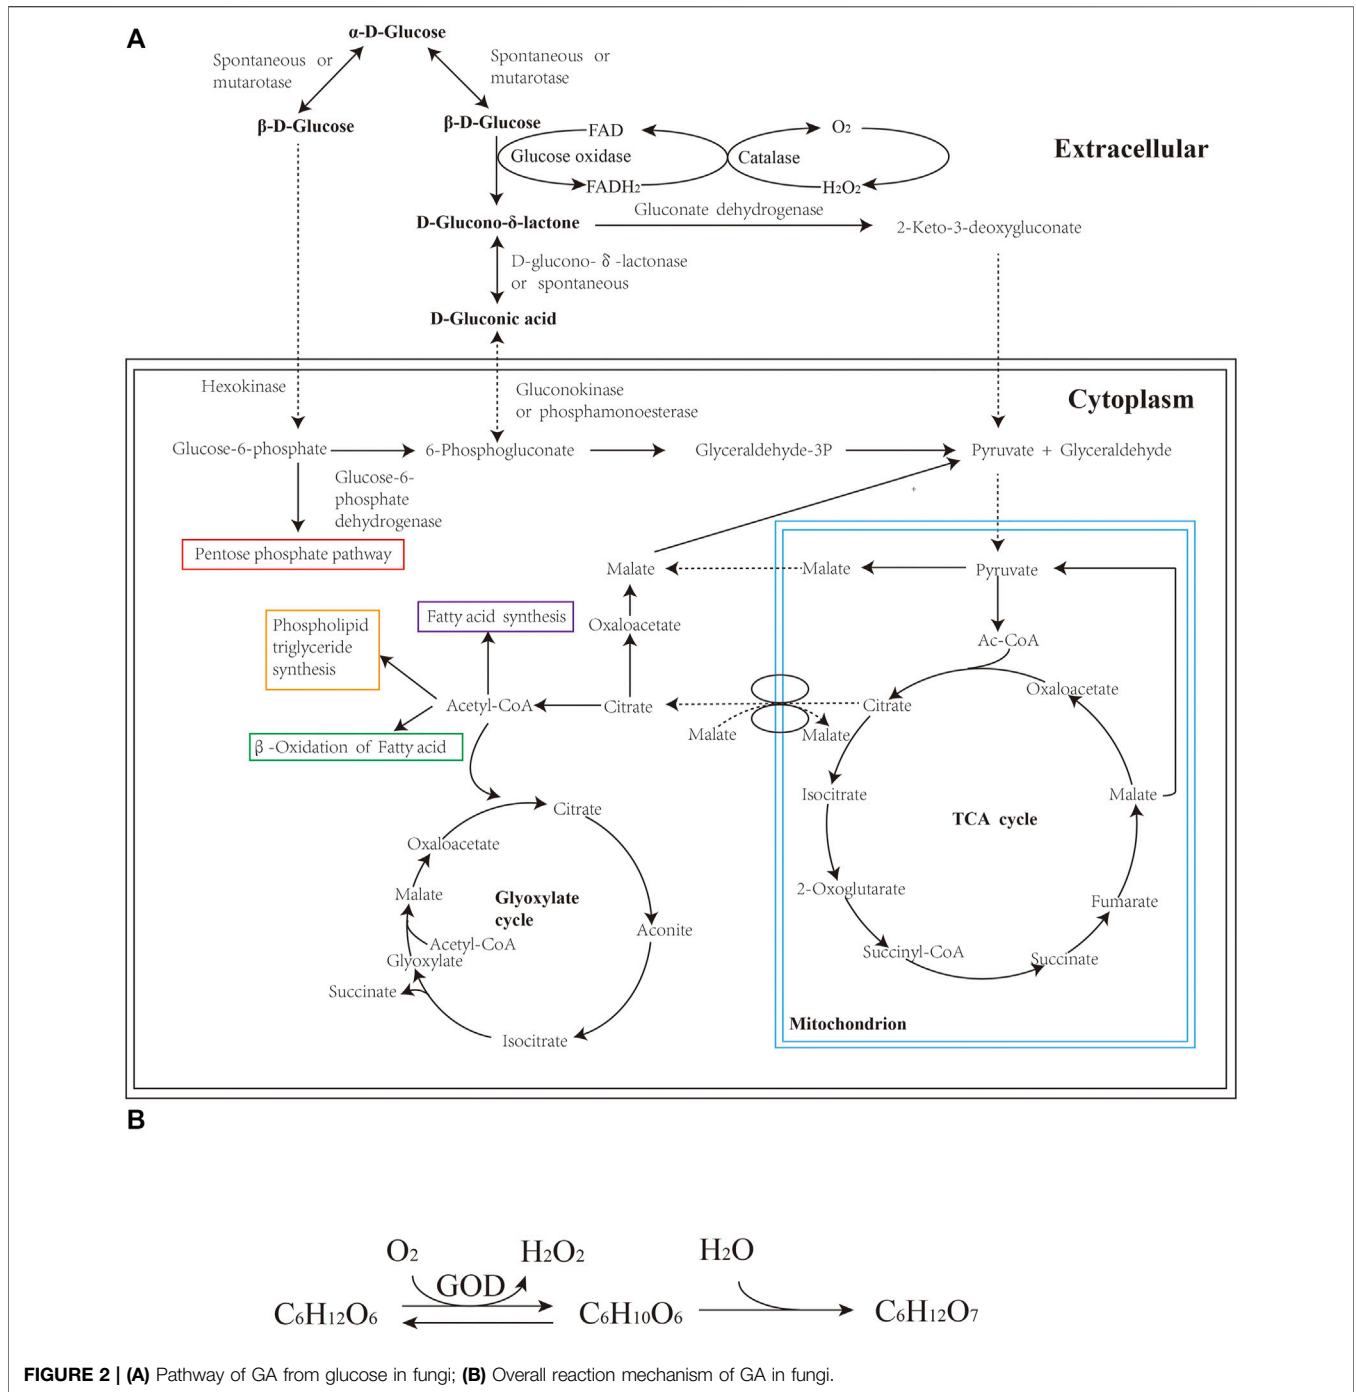 A
α-D-Glucose
Spontaneous or
mutarotase
Spontaneous or
mutarotase
β-D-Glucose
β-D-Glucose
FAD
O2
Glucose oxidase
Catalase
Extracellular
FADH2
H2O2
D-Glucono-δ-lactone
Gluconate dehydrogenase
2-Keto-3-deoxygluconate
D-glucono- δ -lactonase
or spontaneous
D-Gluconic acid
Hexokinase
Gluconokinase
or phosphamonoesterase
Cytoplasm
Glucose-6-phosphate
6-Phosphogluconate
Glyceraldehyde-3P
Pyruvate + Glyceraldehyde
Glucose-6-
phosphate
dehydrogenase
+
Pentose phosphate pathway
Malate
Malate
Pyruvate
Phospholipid
triglyceride
synthesis
Fatty acid synthesis
Oxaloacetate
Ac-CoA
Oxaloacetate
Acetyl-CoA
Citrate
Citrate
Malate
Malate
β -Oxidation of Fatty acid
Isocitrate
Malate
Citrate
TCA cycle
Oxaloacetate
2-Oxoglutarate
Malate
Glyoxylate
cycle
Fumarate
Aconite
Acetyl-CoA
Glyoxylate
Succinyl-CoA
Succinate
Succinate
Mitochondrion
Isocitrate
B
O2
H2O2
H2O
GOD
C6H12O6
C6H10O6
C6H12O7
FIGURE 2 | (A) Pathway of GA from glucose in fungi; (B) Overall reaction mechanism of GA in fungi.